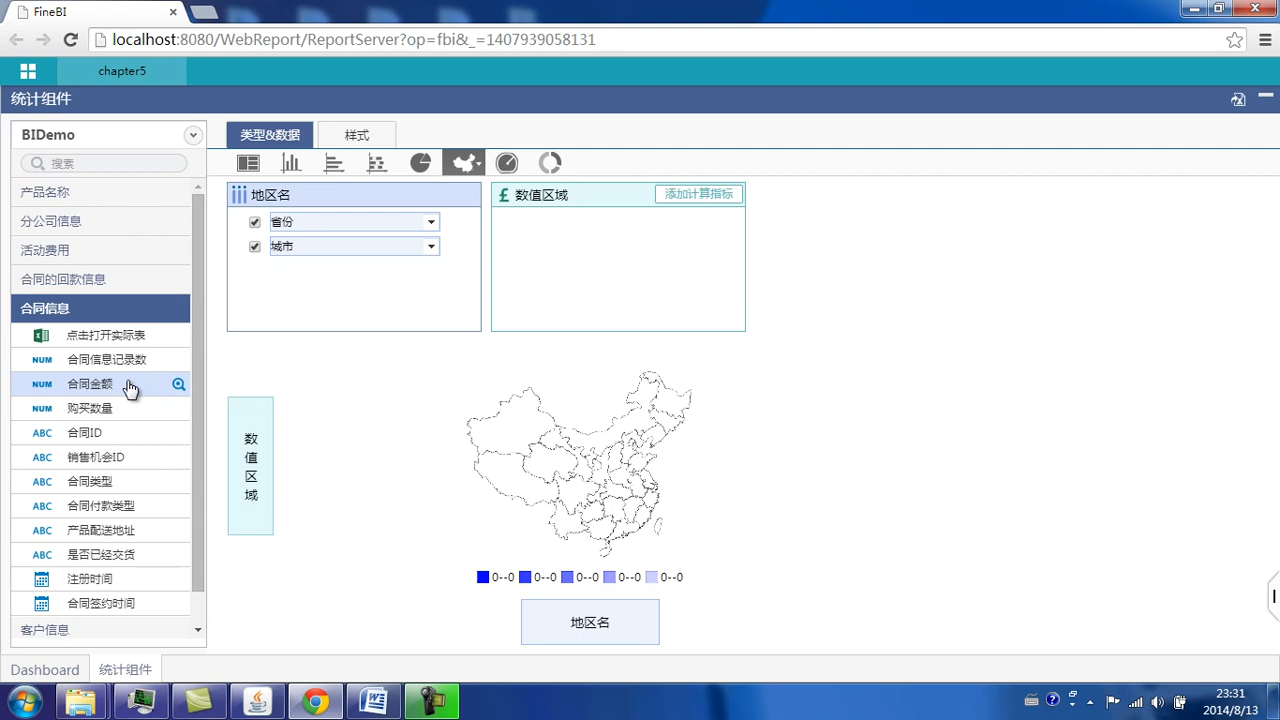 FineBI
localhost:8080/WebReport/ReportServer?op=fbi&_=1407939058131
chapter5
统计组件
BIDemo
类型&数据
样式
搜索
产品名称
分公司信息
活动费用
合同的回款信息
合同信息
点击打开实际表
NUM 合同信息记录数
NUM 合同金额
NUM 购买数量
ABC 合同ID
ABC 销售机会ID
ABC 合同类型
ABC 合同付款类型
ABC 产品配送地址
ABC 是否已经交货
注册时间
合同签约时间
客户信息
地区名
省份
城市
数值区域
添加计算指标
数
值
区
域
0--0 0--0 0--0 0--0 0--0
地区名
Dashboard
统计组件
23:31
2014/8/13